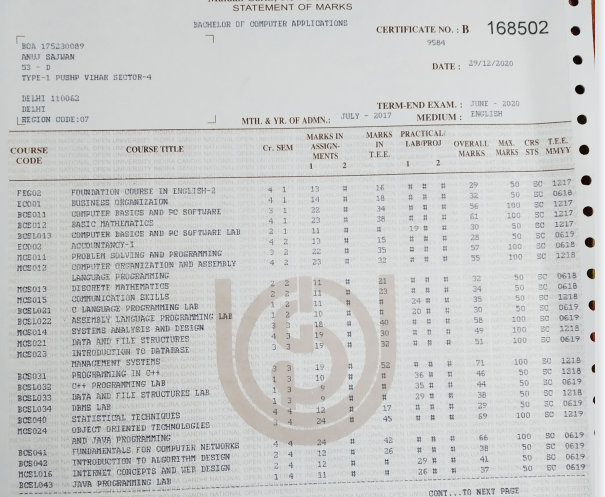 STATEMENT OF MARKS
BACHELOR OF COMPUTER APPLICATIONS
CERTIFICATE NO. : B 168502
9584
BCA 175230089
ANUJ SAJWAN
53 - D
TYPE-1 PUSHP VIHAR SECTOR-4
DATE : 29/12/2020
DELHI 110062
DELHI
REGION CODE:07
TERM-END EXAM. : JUNE - 2020
MTH. & YR. OF ADMN.: JULY - 2017 MEDIUM : ENGLISH
COURSE CODE COURSE TITLE Cr. SEM MARKS IN ASSIGN-MENTS 1 2 MARKS IN T.E.E. PRACTICAL/ LAB/PROJ 1 2 OVERALL MARKS MAX. MARKS CRS STS T.E.E. MMYY
FEG02 FOUNDATION COURSE IN ENGLISH-2 4 1 13 # 16 # # # 29 50 SC 1217
ECO01 BUSINESS ORGANIZAION 4 1 14 # 18 # # # 32 50 SC 0618
BCS011 COMPUTER BASICS AND PC SOFTWARE 3 1 22 # 34 # # # 56 100 SC 1217
BCS012 BASIC MATHEMATICS 4 1 23 # 38 # # # 61 100 SC 1217
BCSL013 COMPUTER BASICS AND PC SOFTWARE LAB 2 1 11 # # 19 # # 30 50 SC 1217
ECO02 ACCOUNTANCY-I 4 2 13 # 15 # # # 28 50 SC 0619
MCS011 PROBLEM SOLVING AND PROGRAMMING 3 2 22 # 35 # # # 57 100 SC 0618
MCS012 COMPUTER ORGANIZATION AND ASSEMBLY 4 2 23 # 32 # # # 55 100 SC 1218
LANGUAGE PROGRAMMING
MCS013 DISCRETE MATHEMATICS 2 2 11 # 21 # # # 32 50 SC 0618
MCS015 COMMUNICATION SKILLS 2 2 11 # 23 # # # 34 50 SC 0618
BCSL021 C LANGUAGE PROGRAMMING LAB 1 2 11 # # 24 # # 35 50 SC 1218
BCSL022 ASSEMBLY LANGUAGE PROGRAMMING LAB 1 2 10 # # 20 # # 30 50 SC 0619
MCS014 SYSTEMS ANALYSIS AND DESIGN 3 3 18 # 40 # # # 58 100 SC 0619
MCS021 DATA AND FILE STRUCTURES 4 3 19 # 30 # # # 49 100 SC 1218
MCS023 INTRODUCTION TO DATABASE 3 3 19 # 32 # # # 51 100 SC 0619
MANAGEMENT SYSTEMS
BCS031 PROGRAMMING IN C++ 3 3 19 # 52 # # # 71 100 SC 1218
BCSL032 C++ PROGRAMMING LAB 1 3 10 # # 36 # # 46 50 SC 1218
BCSL033 DATA AND FILE STRUCTURES LAB 1 3 9 # # 35 # # 44 50 SC 0619
BCSL034 DBMS LAB 1 3 9 # # 29 # # 38 50 SC 1218
BCS040 STATISTICAL TECHNIQUES 4 4 12 # 17 # # # 29 50 SC 0619
MCS024 OBJECT ORIENTED TECHNOLOGIES 4 4 24 # 45 # # # 69 100 SC 1219
AND JAVA PROGRAMMING
BCS041 FUNDAMENTALS FOR COMPUTER NETWORKS 4 4 24 # 42 # # # 66 100 SC 0619
BCS042 INTRODUCTION TO ALGORITHM DESIGN 2 4 12 # 26 # # # 38 50 SC 0619
MCSL016 INTERNET CONCEPTS AND WEB DESIGN 2 4 12 # # 29 # # 41 50 SC 0619
BCSL043 JAVA PROGRAMMING LAB 1 4 11 # # 26 # # 37 50 SC 0619
CONT...TO NEXT PAGE